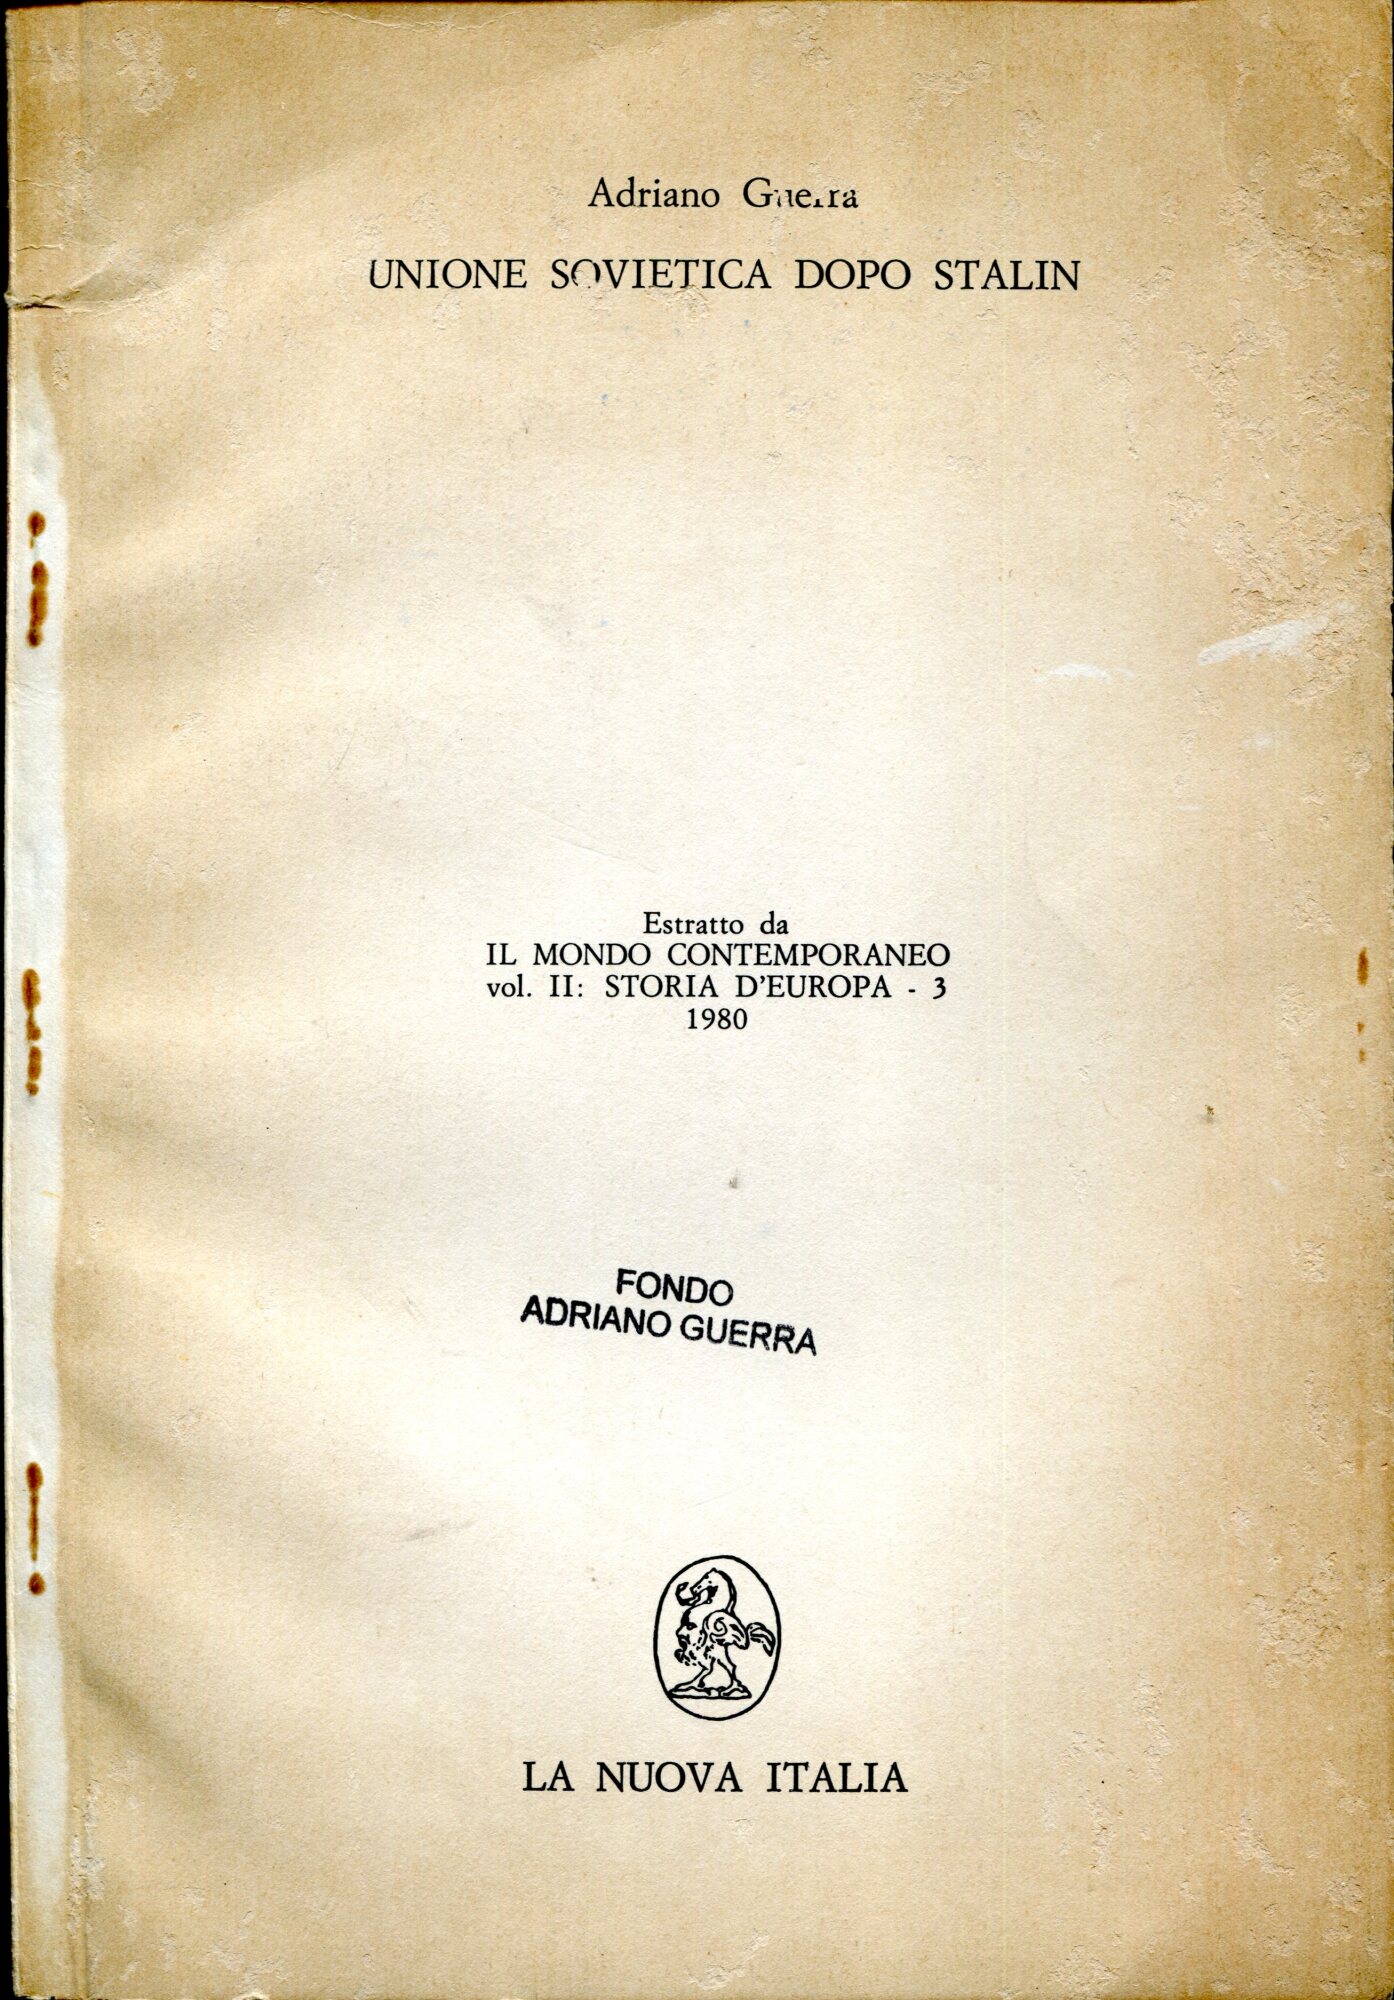 Adriano Guerra
UNIONE SOVIETICA DOPO STALIN
Estratto da
IL MONDO CONTEMPORANEO
vol. II: STORIA D'EUROPA - 3
1980
FONDO
ADRIANO GUERRA
LA NUOVA ITALIA